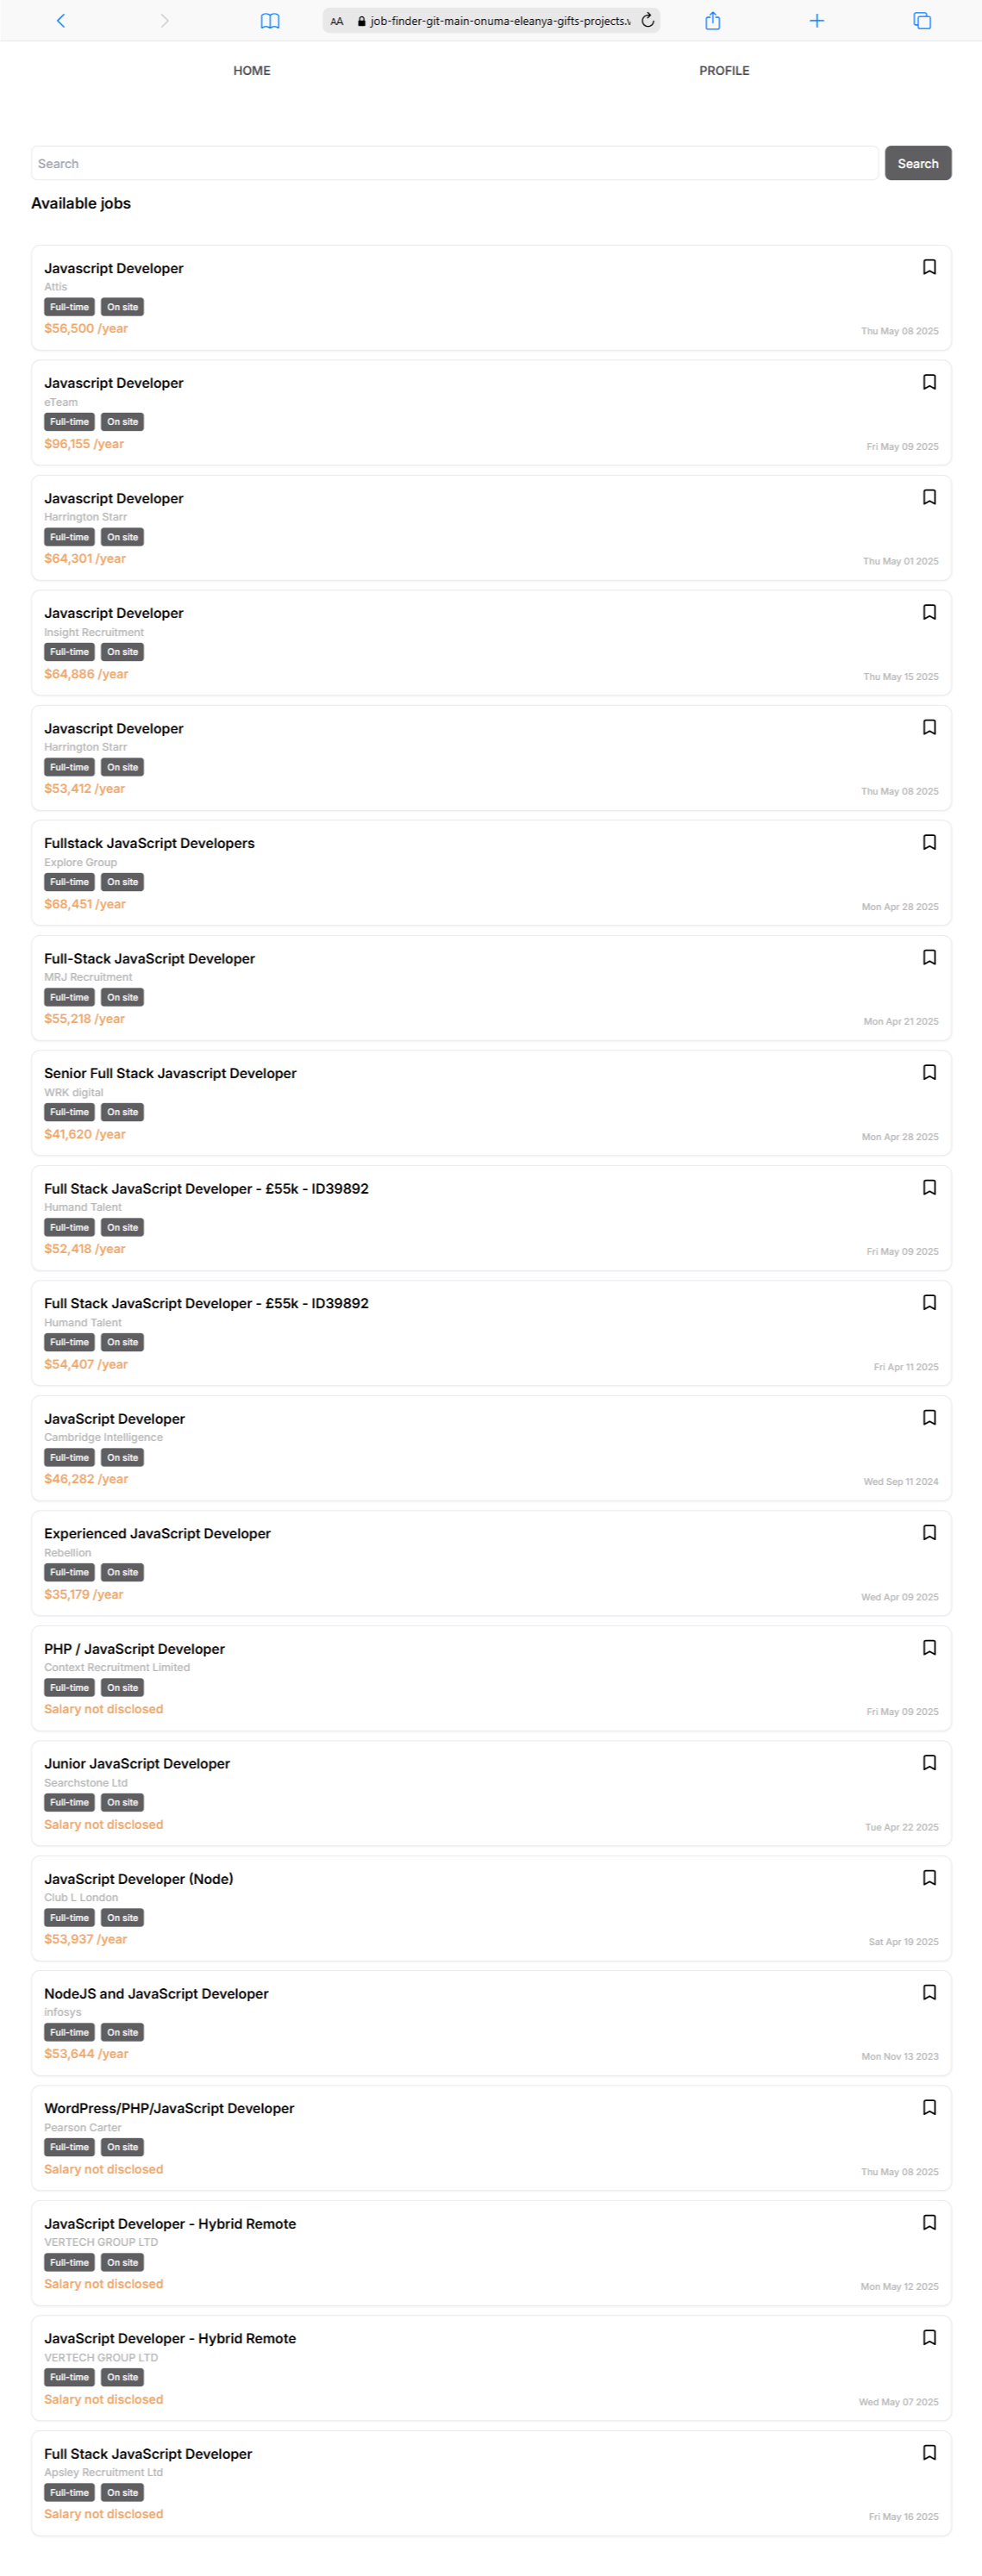 AA job-finder-git-main-onuma-eleanya-gifts-projects.v
HOME PROFILE
Search Search
Available jobs
Javascript Developer
Attis
Full-time On site
$56,500 /year
Thu May 08 2025
Javascript Developer
eTeam
Full-time On site
$96,155 /year
Fri May 09 2025
Javascript Developer
Harrington Starr
Full-time On site
$64,301 /year
Thu May 01 2025
Javascript Developer
Insight Recruitment
Full-time On site
$64,886 /year
Thu May 15 2025
Javascript Developer
Harrington Starr
Full-time On site
$53,412 /year
Thu May 08 2025
Fullstack JavaScript Developers
Explore Group
Full-time On site
$68,451 /year
Mon Apr 28 2025
Full-Stack JavaScript Developer
MRJ Recruitment
Full-time On site
$55,218 /year
Mon Apr 21 2025
Senior Full Stack Javascript Developer
WRK digital
Full-time On site
$41,620 /year
Mon Apr 28 2025
Full Stack JavaScript Developer - £55k - ID39892
Humand Talent
Full-time On site
$52,418 /year
Fri May 09 2025
Full Stack JavaScript Developer - £55k - ID39892
Humand Talent
Full-time On site
$54,407 /year
Fri Apr 11 2025
JavaScript Developer
Cambridge Intelligence
Full-time On site
$46,282 /year
Wed Sep 11 2024
Experienced JavaScript Developer
Rebellion
Full-time On site
$35,179 /year
Wed Apr 09 2025
PHP / JavaScript Developer
Context Recruitment Limited
Full-time On site
Salary not disclosed
Fri May 09 2025
Junior JavaScript Developer
Searchstone Ltd
Full-time On site
Salary not disclosed
Tue Apr 22 2025
JavaScript Developer (Node)
Club L London
Full-time On site
$53,937 /year
Sat Apr 19 2025
NodeJS and JavaScript Developer
infosys
Full-time On site
$53,644 /year
Mon Nov 13 2023
WordPress/PHP/JavaScript Developer
Pearson Carter
Full-time On site
Salary not disclosed
Thu May 08 2025
JavaScript Developer - Hybrid Remote
VERTECH GROUP LTD
Full-time On site
Salary not disclosed
Mon May 12 2025
JavaScript Developer - Hybrid Remote
VERTECH GROUP LTD
Full-time On site
Salary not disclosed
Wed May 07 2025
Full Stack JavaScript Developer
Apsley Recruitment Ltd
Full-time On site
Salary not disclosed
Fri May 16 2025